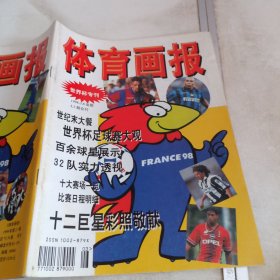 体育画报
世界杯专刊
世纪末大餐
世界杯足球赛大观
百余球星展示
32队实力透视
FRANCE 98
十大赛场一览
比赛日程明细
十二巨星彩照敬献
OPEL
ISSN 1002-879X
9 771002 879000
画报